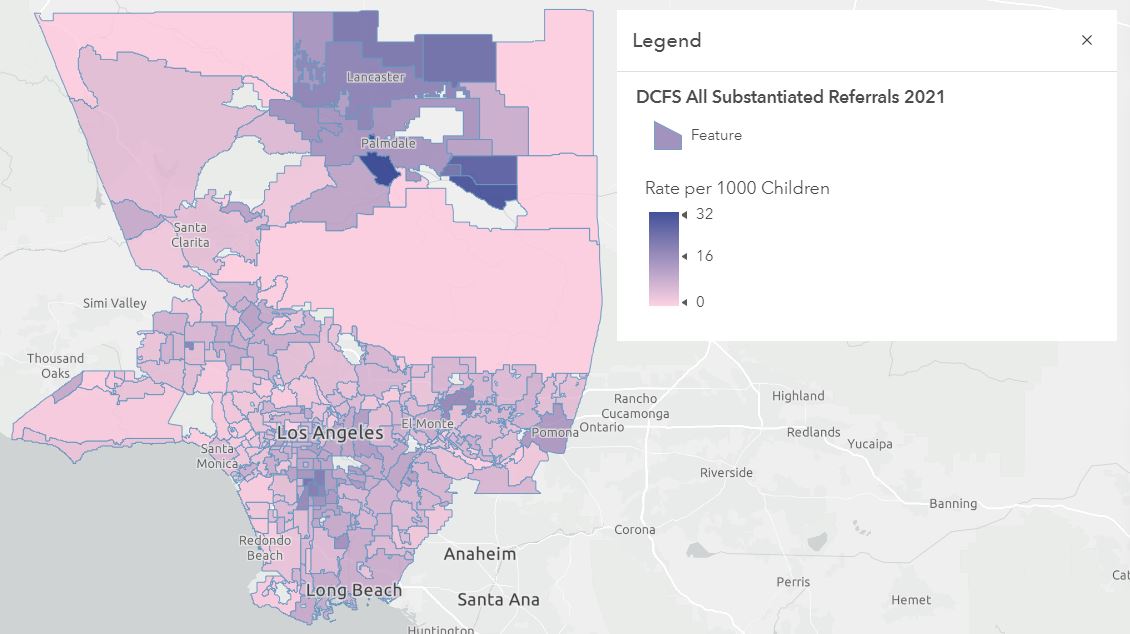 Legend
DCFS All Substantiated Referrals 2021
Feature
Rate per 1000 Children
32
16
0
Lancaster
Palmdale
Santa
Clarita
Simi Valley
Thousand
Oaks
Los Angeles
El Monte
Pomona
Ontario
Rancho
Cucamonga
Highland
Redlands
Yucaipa
Santa
Monica
Riverside
Banning
Corona
Redondo
Beach
Anaheim
Long Beach
Santa Ana
Perris
Hemet
Cat
Huntington